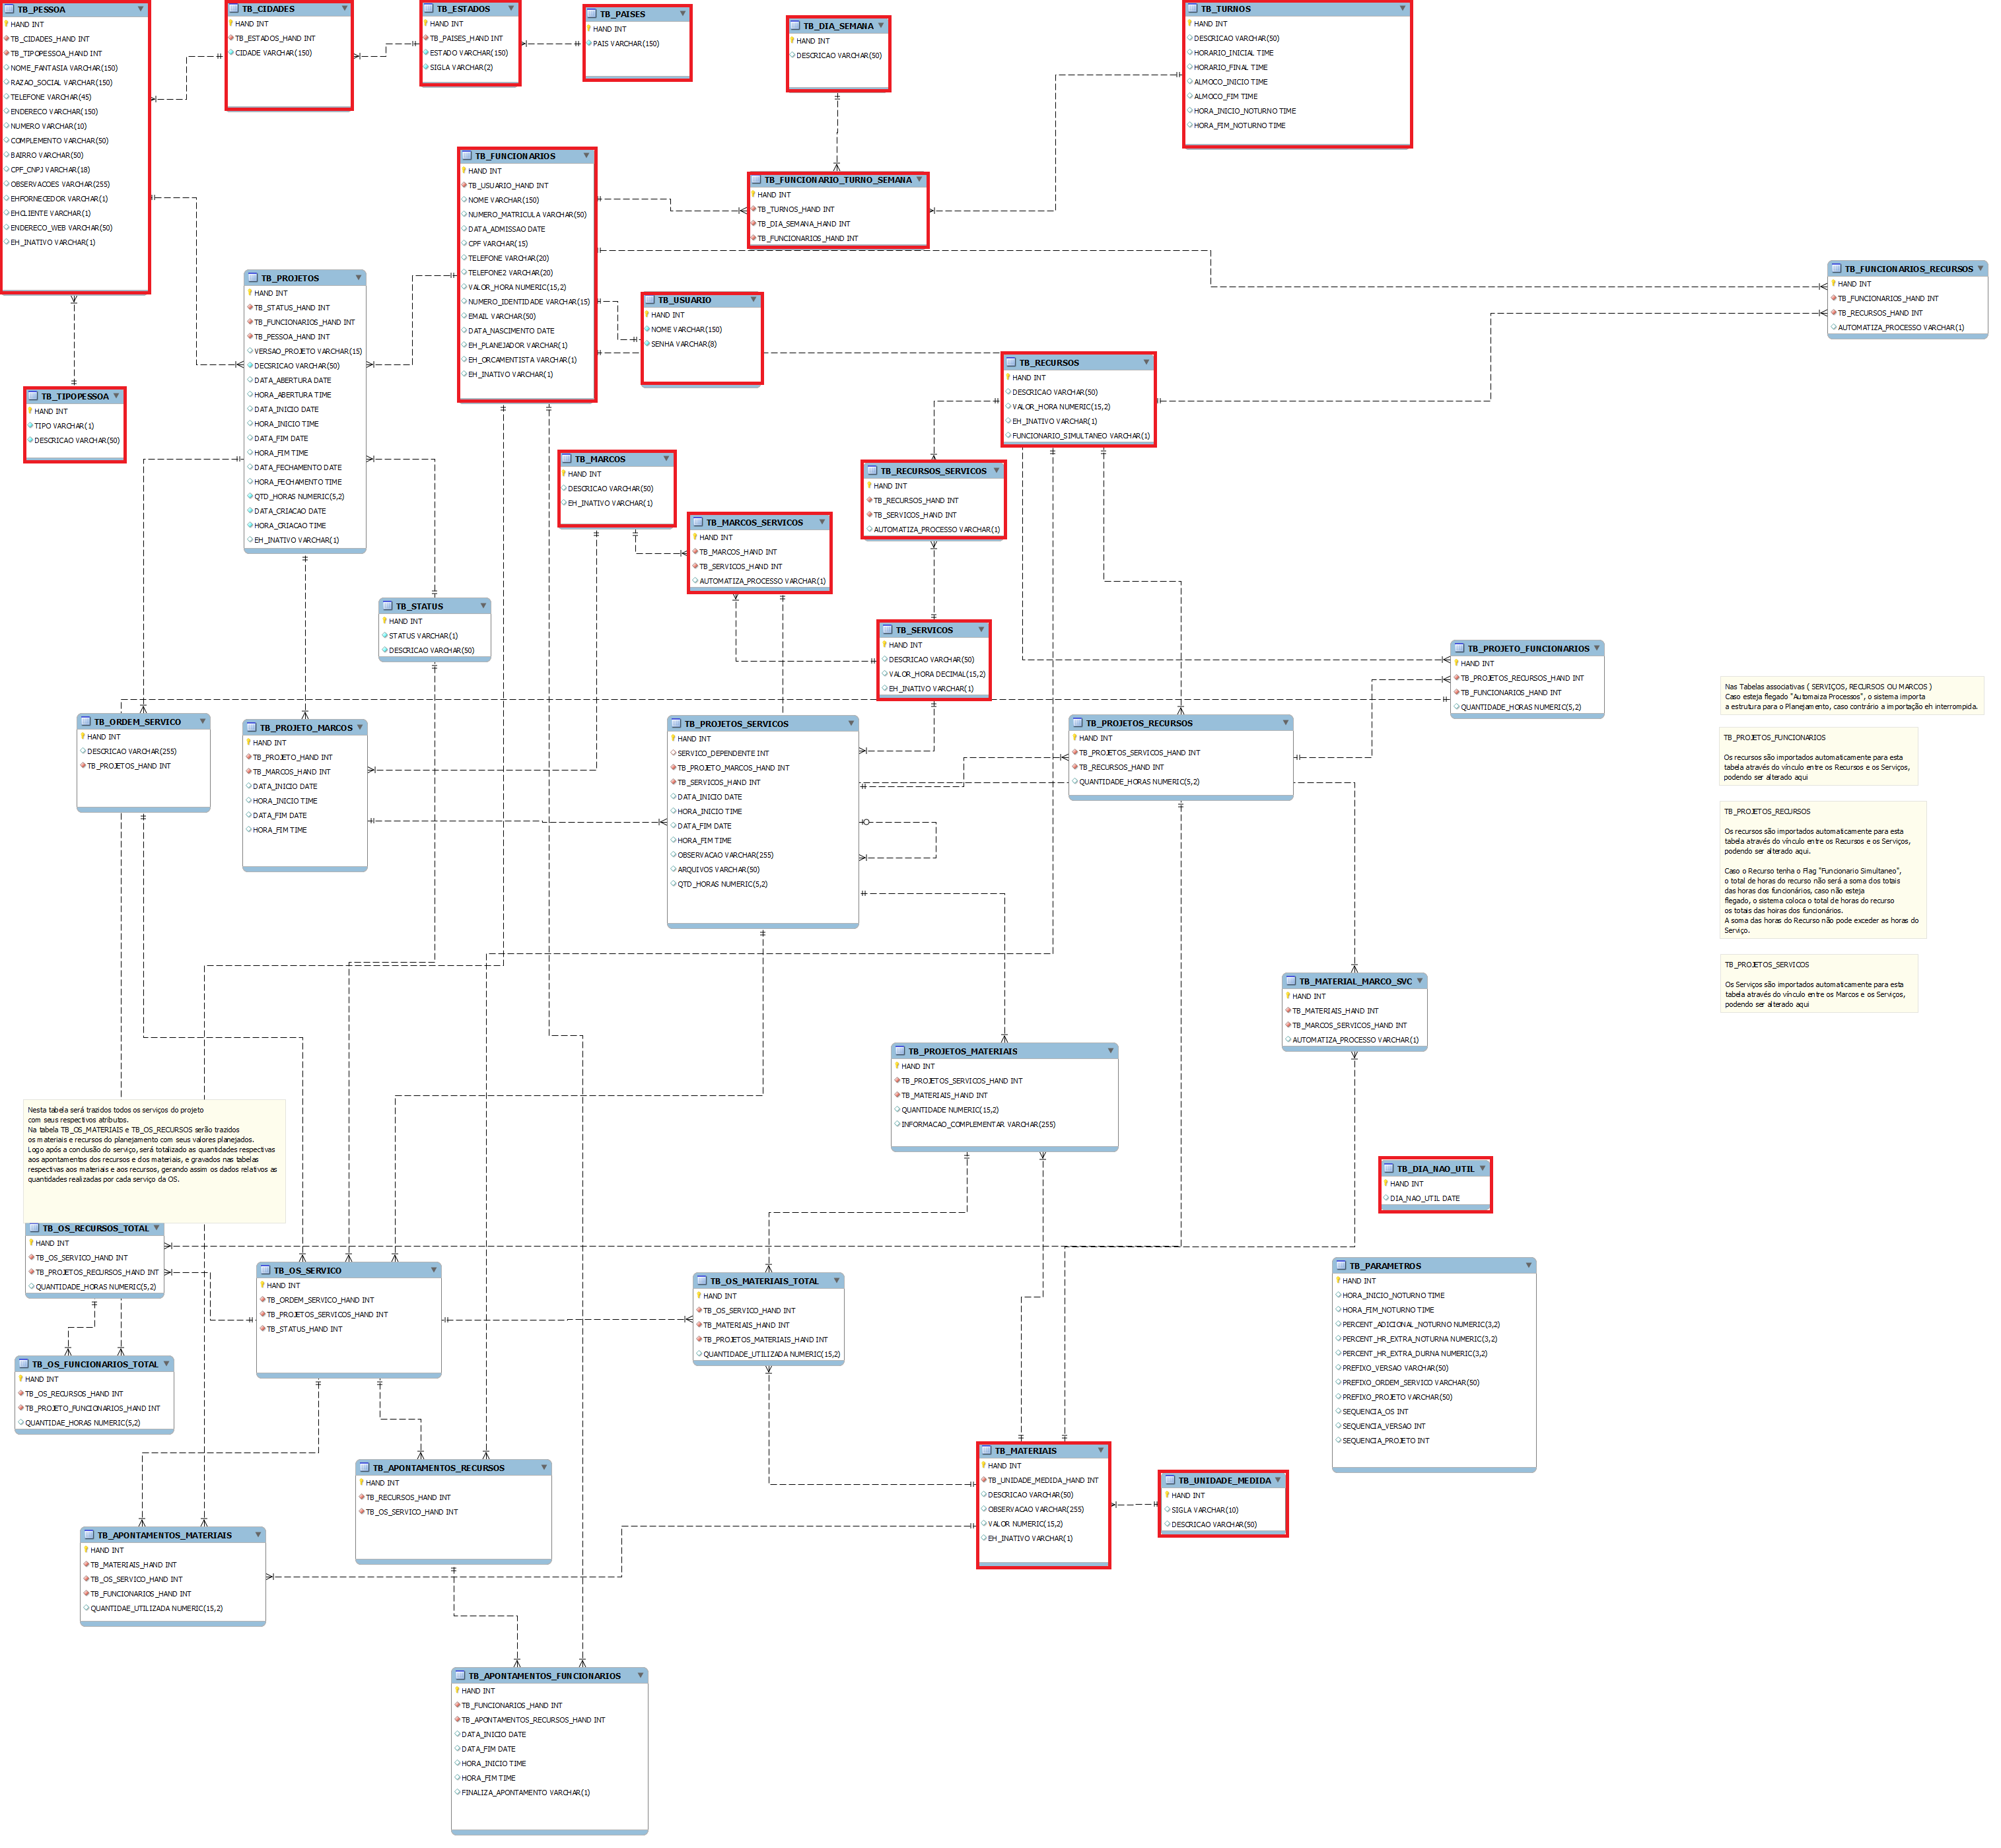 TB_PESSOA
HAND INT
TB_CIDADES_HAND INT
TB_TIPOPESSOA_HAND INT
NOME_FANTASIA VARCHAR(150)
RAZAO_SOCIAL VARCHAR(150)
TELEFONE VARCHAR(45)
ENDERECO VARCHAR(150)
NUMERO VARCHAR(10)
COMPLEMENTO VARCHAR(50)
BAIRRO VARCHAR(50)
CPF_CNPJ VARCHAR(18)
OBSERVACOES VARCHAR(255)
EHFORNECEDOR VARCHAR(1)
EHCLIENTE VARCHAR(1)
ENDERECO_WEB VARCHAR(50)
EH_INATIVO VARCHAR(1)
TB_CIDADES
HAND INT
TB_ESTADOS_HAND INT
CIDADE VARCHAR(150)
TB_ESTADOS
HAND INT
TB_PAISES_HAND INT
ESTADO VARCHAR(150)
SIGLA VARCHAR(2)
TB_PAISES
HAND INT
PAIS VARCHAR(150)
TB_DIA_SEMANA
HAND INT
DESCRICAO VARCHAR(50)
TB_TURNOS
HAND INT
DESCRICAO VARCHAR(50)
HORARIO_INICIAL TIME
HORARIO_FINAL TIME
ALMOCO_INICIO TIME
ALMOCO_FIM TIME
HORA_INICIO_NOTURNO TIME
HORA_FIM_NOTURNO TIME
TB_FUNCIONARIOS
HAND INT
TB_USUARIO_HAND INT
NOME VARCHAR(150)
NUMERO_MATRICULA VARCHAR(50)
DATA_ADMISSAO DATE
CPF VARCHAR(15)
TELEFONE VARCHAR(20)
TELEFONE2 VARCHAR(20)
VALOR_HORA NUMERIC(15,2)
NUMERO_IDENTIDADE VARCHAR(15)
EMAIL VARCHAR(50)
DATA_NASCIMENTO DATE
EH_PLANEJADOR VARCHAR(1)
EH_ORCAMENTISTA VARCHAR(1)
EH_INATIVO VARCHAR(1)
TB_FUNCIONARIO_TURNO_SEMANA
HAND INT
TB_TURNOS_HAND INT
TB_DIA_SEMANA_HAND INT
TB_FUNCIONARIOS_HAND INT
TB_FUNCIONARIOS_RECURSOS
HAND INT
TB_FUNCIONARIOS_HAND INT
TB_RECURSOS_HAND INT
AUTOMATIZA_PROCESSO VARCHAR(1)
TB_PROJETOS
HAND INT
TB_STATUS_HAND INT
TB_FUNCIONARIOS_HAND INT
TB_PESSOA_HAND INT
VERSAO_PROJETO VARCHAR(15)
DECSRICAO VARCHAR(50)
DATA_ABERTURA DATE
HORA_ABERTURA TIME
DATA_INICIO DATE
HORA_INICIO TIME
DATA_FIM DATE
HORA_FIM TIME
DATA_FECHAMENTO DATE
HORA_FECHAMENTO TIME
QTD_HORAS NUMERIC(5,2)
DATA_CRIACAO DATE
HORA_CRIACAO TIME
EH_INATIVO VARCHAR(1)
TB_USUARIO
HAND INT
NOME VARCHAR(150)
SENHA VARCHAR(8)
TB_TIPOPESSOA
HAND INT
TIPO VARCHAR(1)
DESCRICAO VARCHAR(50)
TB_RECURSOS
HAND INT
DESCRICAO VARCHAR(50)
VALOR_HORA NUMERIC(15,2)
EH_INATIVO VARCHAR(1)
FUNCIONARIO_SIMULTANEO VARCHAR(1)
TB_MARCOS
HAND INT
DESCRICAO VARCHAR(50)
EH_INATIVO VARCHAR(1)
TB_RECURSOS_SERVICOS
HAND INT
TB_RECURSOS_HAND INT
TB_SERVICOS_HAND INT
AUTOMATIZA_PROCESSO VARCHAR(1)
TB_MARCOS_SERVICOS
HAND INT
TB_MARCOS_HAND INT
TB_SERVICOS_HAND INT
AUTOMATIZA_PROCESSO VARCHAR(1)
TB_STATUS
HAND INT
STATUS VARCHAR(1)
DESCRICAO VARCHAR(50)
TB_SERVICOS
HAND INT
DESCRICAO VARCHAR(50)
VALOR_HORA DECIMAL(15,2)
EH_INATIVO VARCHAR(1)
TB_PROJETO_FUNCIONARIOS
HAND INT
TB_PROJETOS_RECURSOS_HAND INT
TB_FUNCIONARIOS_HAND INT
QUANTIDADE_HORAS NUMERIC(5,2)
Nas Tabelas associativas ( SERVIÇOS, RECURSOS OU MARCOS )
Caso esteja flegado "Automaiza Processos", o sistema importa
a estrutura para o Planejamento, caso contrário a importação eh interrompida.
TB_ORDEM_SERVICO
HAND INT
DESCRICAO VARCHAR(255)
TB_PROJETOS_HAND INT
TB_PROJETO_MARCOS
HAND INT
TB_PROJETO_HAND INT
TB_MARCOS_HAND INT
DATA_INICIO DATE
HORA_INICIO TIME
DATA_FIM DATE
HORA_FIM TIME
TB_PROJETOS_SERVICOS
HAND INT
SERVICO_DEPENDENTE INT
TB_PROJETO_MARCOS_HAND INT
TB_SERVICOS_HAND INT
DATA_INICIO DATE
HORA_INICIO TIME
DATA_FIM DATE
HORA_FIM TIME
OBSERVACAO VARCHAR(255)
ARQUIVOS VARCHAR(50)
QTD_HORAS NUMERIC(5,2)
TB_PROJETOS_RECURSOS
HAND INT
TB_PROJETOS_SERVICOS_HAND INT
TB_RECURSOS_HAND INT
QUANTIDADE_HORAS NUMERIC(5,2)
TB_PROJETOS_FUNCIONARIOS
Os recursos são importados automaticamente para esta
tabela através do vínculo entre os Recursos e os Serviços,
podendo ser alterado aqui
TB_PROJETOS_RECURSOS
Os recursos são importados automaticamente para esta
tabela através do vínculo entre os Recursos e os Serviços,
podendo ser alterado aqui.
Caso o Recurso tenha o Flag "Funcionario Simultaneo",
o total de horas do recurso não será a soma dos totais
das horas dos funcionários, caso não esteja
flegado, o sistema coloca o total de horas do recurso
os totais das hoiras dos funcionários.
A soma das horas do Recurso não pode exceder as horas do
Serviço.
TB_PROJETOS_SERVICOS
Os Serviços são importados automaticamente para esta
tabela através do vínculo entre os Marcos e os Serviços,
podendo ser alterado aqui
TB_MATERIAL_MARCO_SVC
HAND INT
TB_MATERIAIS_HAND INT
TB_MARCOS_SERVICOS_HAND INT
AUTOMATIZA_PROCESSO VARCHAR(1)
TB_PROJETOS_MATERIAIS
HAND INT
TB_PROJETOS_SERVICOS_HAND INT
TB_MATERIAIS_HAND INT
QUANTIDADE NUMERIC(15,2)
INFORMACAO_COMPLEMENTAR VARCHAR(255)
Nesta tabela será trazidos todos os serviços do projeto
com seus respectivos atributos.
Na tabela TB_OS_MATERIAIS e TB_OS_RECURSOS serão trazidos
os materiais e recursos do planejamento com seus valores planejados.
Logo após a conclusão do serviço, será totalizado as quantidades respectivas
aos apontamentos dos recursos e dos materiais, e gravados nas tabelas
respectivas aos materiais e aos recursos, gerando assim os dados relativos as
quantidades realizadas por cada serviço da OS.
TB_DIA_NAO_UTIL
HAND INT
DIA_NAO_UTIL DATE
TB_OS_RECURSOS_TOTAL
HAND INT
TB_OS_SERVICO_HAND INT
TB_PROJETOS_RECURSOS_HAND INT
QUANTIDADE_HORAS NUMERIC(5,2)
TB_OS_SERVICO
HAND INT
TB_ORDEM_SERVICO_HAND INT
TB_PROJETOS_SERVICOS_HAND INT
TB_STATUS_HAND INT
TB_OS_MATERIAIS_TOTAL
HAND INT
TB_OS_SERVICO_HAND INT
TB_MATERIAIS_HAND INT
TB_PROJETOS_MATERIAIS_HAND INT
QUANTIDADE_UTILIZADA NUMERIC(15,2)
TB_PARAMETROS
HAND INT
HORA_INICIO_NOTURNO TIME
HORA_FIM_NOTURNO TIME
PERCENT_ADICIONAL_NOTURNO NUMERIC(3,2)
PERCENT_HR_EXTRA_NOTURNA NUMERIC(3,2)
PERCENT_HR_EXTRA_DURNA NUMERIC(3,2)
PREFIXO_VERSAO VARCHAR(50)
PREFIXO_ORDEM_SERVICO VARCHAR(50)
PREFIXO_PROJETO VARCHAR(50)
SEQUENCIA_OS INT
SEQUENCIA_VERSAO INT
SEQUENCIA_PROJETO INT
TB_OS_FUNCIONARIOS_TOTAL
HAND INT
TB_OS_RECURSOS_HAND INT
TB_PROJETO_FUNCIONARIOS_HAND INT
QUANTIDAE_HORAS NUMERIC(5,2)
TB_APONTAMENTOS_RECURSOS
HAND INT
TB_RECURSOS_HAND INT
TB_OS_SERVICO_HAND INT
TB_MATERIAIS
HAND INT
TB_UNIDADE_MEDIDA_HAND INT
DESCRICAO VARCHAR(50)
OBSERVACAO VARCHAR(255)
VALOR NUMERIC(15,2)
EH_INATIVO VARCHAR(1)
TB_UNIDADE_MEDIDA
HAND INT
SIGLA VARCHAR(10)
DESCRICAO VARCHAR(50)
TB_APONTAMENTOS_MATERIAIS
HAND INT
TB_MATERIAIS_HAND INT
TB_OS_SERVICO_HAND INT
TB_FUNCIONARIOS_HAND INT
QUANTIDAE_UTILIZADA NUMERIC(15,2)
TB_APONTAMENTOS_FUNCIONARIOS
HAND INT
TB_FUNCIONARIOS_HAND INT
TB_APONTAMENTOS_RECURSOS_HAND INT
DATA_INICIO DATE
DATA_FIM DATE
HORA_INICIO TIME
HORA_FIM TIME
FINALIZA_APONTAMENTO VARCHAR(1)